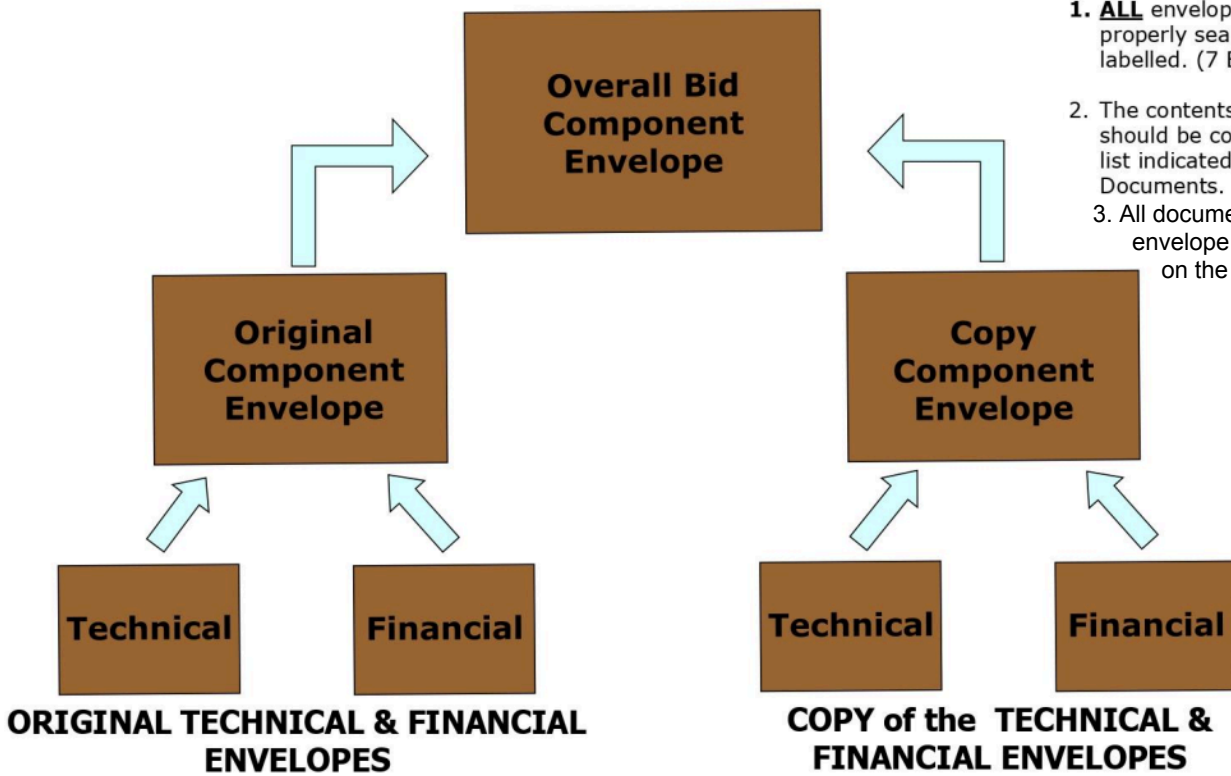 1. ALL envelop
properly sea
labelled. (7 E
2. The contents
should be co
list indicated
Documents.
3. All docume
envelope
on the
Overall Bid
Component
Envelope
Original
Component
Envelope
Copy
Component
Envelope
Technical
Financial
Technical
Financial
ORIGINAL TECHNICAL & FINANCIAL
ENVELOPES
COPY of the TECHNICAL &
FINANCIAL ENVELOPES